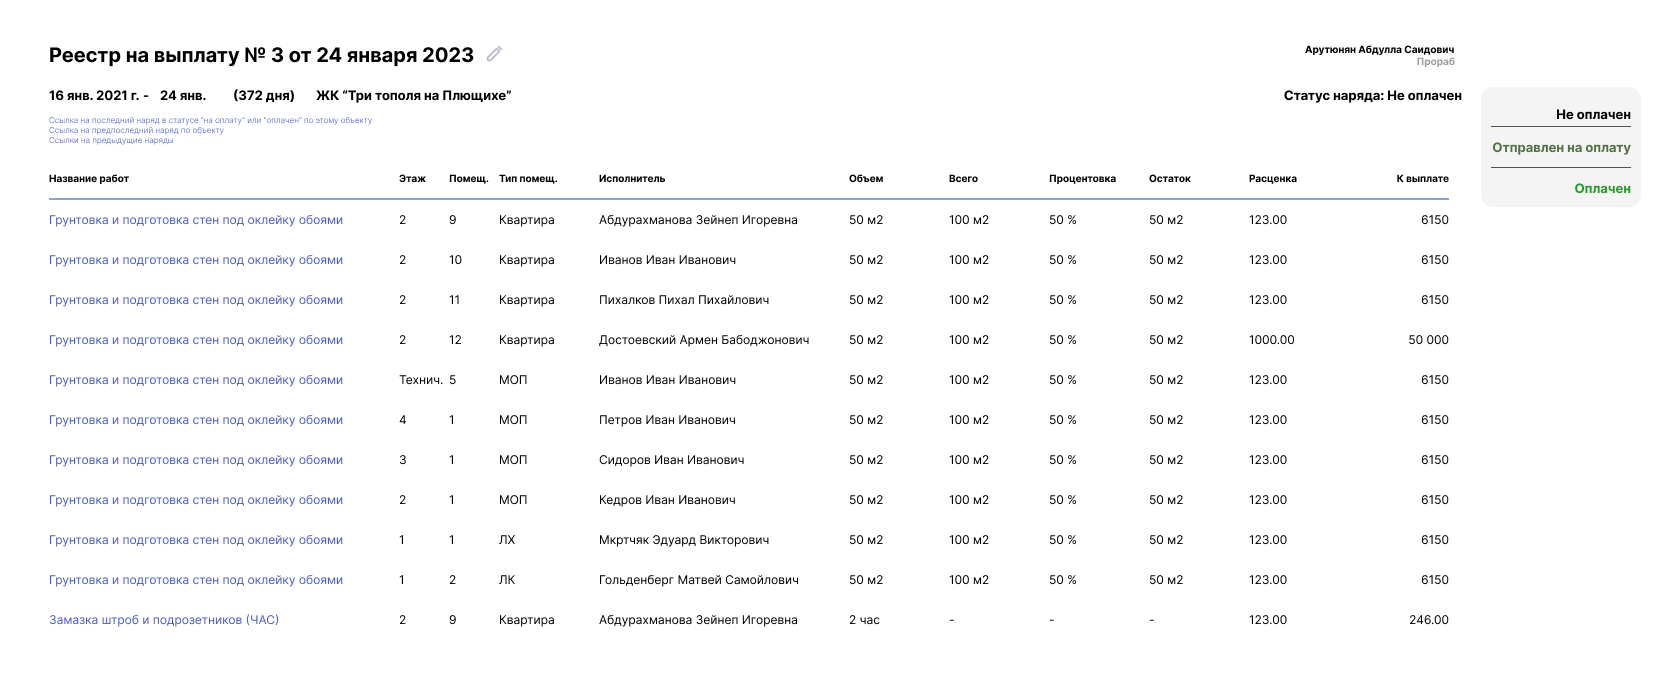 Реестр на выплату № 3 от 24 января 2023
Арутюнян Абдулла Саидович
Прораб
16 янв. 2021 г. - 24 янв. (372 дня) ЖК “Три тополя на Плющихе”
Статус наряда: Не оплачен
Не оплачен
Отправлен на оплату
Оплачен
Ссылка на последний наряд в статусе "на оплату" или "оплачен" по этому объекту
Ссылка на предпоследний наряд по объекту
Ссылки на предыдущие наряды
Название работ Этаж Помещ. Тип помещ. Исполнитель Объем Всего Процентовка Остаток Расценка К выплате
Грунтовка и подготовка стен под оклейку обоями 2 9 Квартира Абдурахманова Зейнеп Игоревна 50 м2 100 м2 50 % 50 м2 123.00 6150
Грунтовка и подготовка стен под оклейку обоями 2 10 Квартира Иванов Иван Иванович 50 м2 100 м2 50 % 50 м2 123.00 6150
Грунтовка и подготовка стен под оклейку обоями 2 11 Квартира Пихалков Пихал Пихайлович 50 м2 100 м2 50 % 50 м2 123.00 6150
Грунтовка и подготовка стен под оклейку обоями 2 12 Квартира Достоевский Армен Бабоджонович 50 м2 100 м2 50 % 50 м2 1000.00 50 000
Грунтовка и подготовка стен под оклейку обоями Технич. 5 МОП Иванов Иван Иванович 50 м2 100 м2 50 % 50 м2 123.00 6150
Грунтовка и подготовка стен под оклейку обоями 4 1 МОП Петров Иван Иванович 50 м2 100 м2 50 % 50 м2 123.00 6150
Грунтовка и подготовка стен под оклейку обоями 3 1 МОП Сидоров Иван Иванович 50 м2 100 м2 50 % 50 м2 123.00 6150
Грунтовка и подготовка стен под оклейку обоями 2 1 МОП Кедров Иван Иванович 50 м2 100 м2 50 % 50 м2 123.00 6150
Грунтовка и подготовка стен под оклейку обоями 1 1 ЛХ Мкртчяк Эдуард Викторович 50 м2 100 м2 50 % 50 м2 123.00 6150
Грунтовка и подготовка стен под оклейку обоями 1 2 ЛК Гольденберг Матвей Самойлович 50 м2 100 м2 50 % 50 м2 123.00 6150
Замазка штроб и подрозетников (ЧАС) 2 9 Квартира Абдурахманова Зейнеп Игоревна 2 час - - - 123.00 246.00